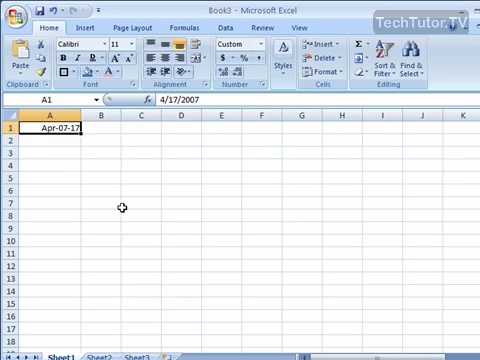 Book3 - Microsoft Excel
TechTutor.TV
Home Insert Page Layout Formulas Data Review View
Paste
Calibri 11
B I U A A
Custom
$ % ,
Styles
Insert
Delete
Format
Σ
Sort & Filter
Find & Select
Clipboard Font Alignment Number Cells Editing
A1 fx 4/17/2007
A B C D E F G H I J K
1 Apr-07-17
2
3
4
5
6
7
8
9
10
11
12
13
14
15
16
17
18
Sheet1 Sheet2 Sheet3